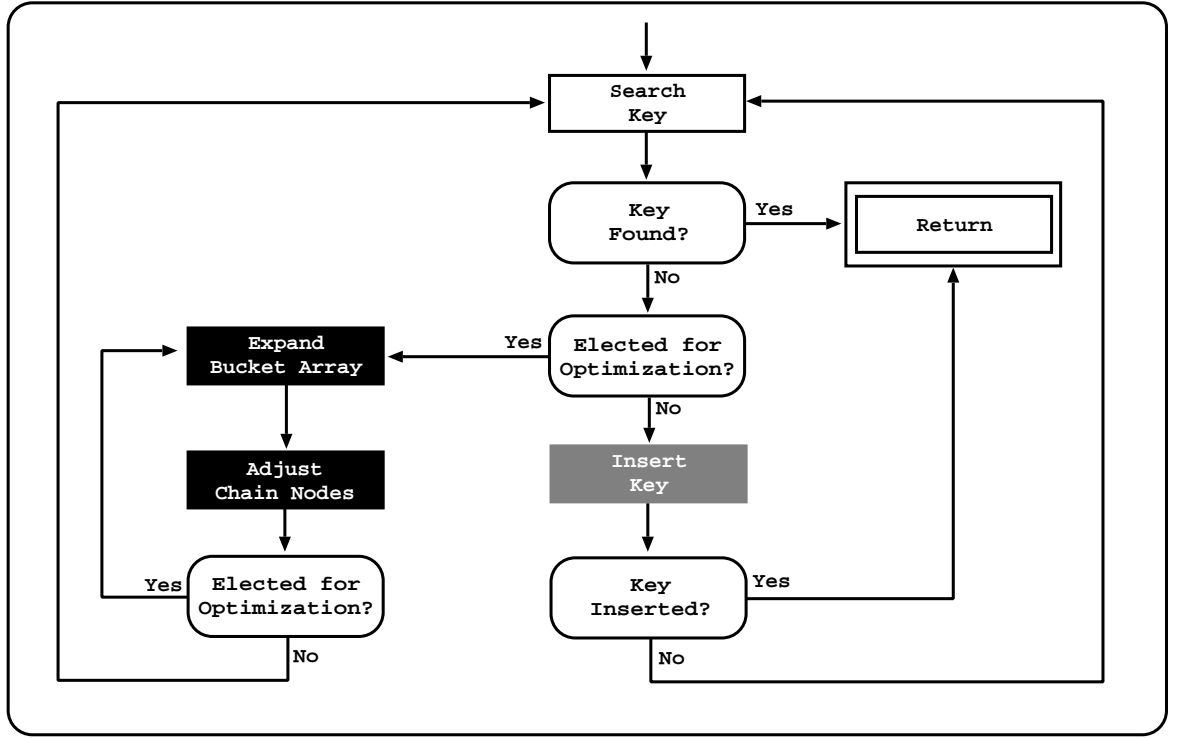 Search
Key
Key
Found?
Yes
Return
No
Expand
Bucket Array
Yes
Elected for
Optimization?
No
Adjust
Chain Nodes
Insert
Key
Yes
Elected for
Optimization?
Key
Inserted?
Yes
No
No